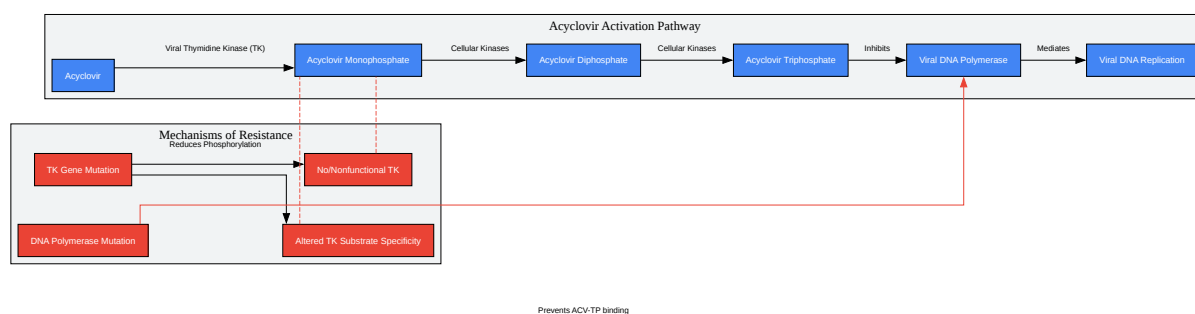 Acyclovir Activation Pathway
Viral Thymidine Kinase (TK)
Cellular Kinases
Cellular Kinases
Inhibits
Mediates
Acyclovir
Acyclovir Monophosphate
Acyclovir Diphosphate
Acyclovir Triphosphate
Viral DNA Polymerase
Viral DNA Replication
Mechanisms of Resistance
Reduces Phosphorylation
TK Gene Mutation
No/Nonfunctional TK
DNA Polymerase Mutation
Altered TK Substrate Specificity
Prevents ACV-TP binding